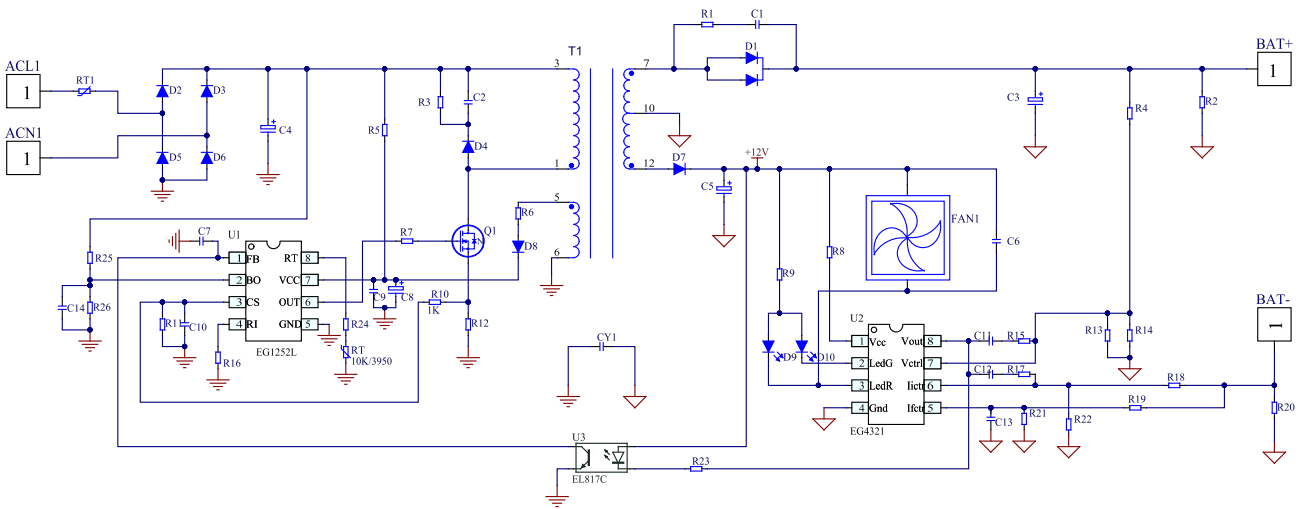 R1
C1
D1
T1
ACL1
1
RT1
D2
D3
C4
R3
C2
R5
D4
3
1
5
6
7
10
12
D7
BAT+
1
C3
R4
R2
ACN1
1
D5
D6
+12V
C5
R6
D8
Q1
R7
C7
U1
R25
R26
C14
1 FB
2 BO
3 CS
4 RI
RT 8
VCC 7
OUT 6
GND 5
EG1252L
C9
C8
R10
1K
R12
R11
C10
R16
R24
RT
10K/3950
CY1
R8
R9
FAN1
C6
D9
D10
U2
1 Vcc
2 LedG
3 LedR
4 Gnd
Vout 8
Vctrl 7
Iictr 6
Ifctr 5
EG4321
C11
R15
C12
R17
R13
R14
BAT-
1
R18
R19
R20
C13
R21
R22
U3
EL817C
R23